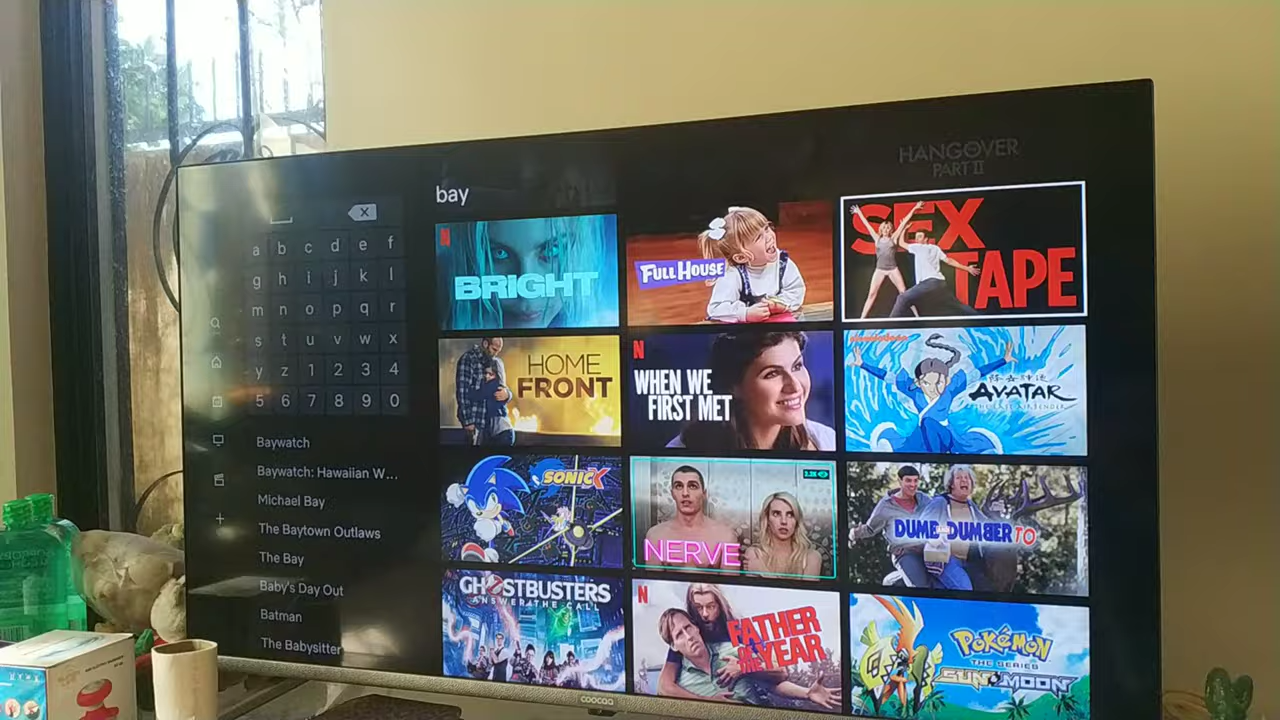 HANGOVER
PART II
bay
X
a b c d e f
g h i j k l
m n o p q r
s t u v w x
y z 1 2 3 4
5 6 7 8 9 0
Baywatch
Baywatch: Hawaiian W...
Michael Bay
The Baytown Outlaws
The Bay
Baby's Day Out
Batman
The Babysitter
N
BRIGHT
FULL HOUSE
SEX
TAPE
HOME
FRONT
N
WHEN WE
FIRST MET
nickelodeon
AVATAR
THE LAST AIRBENDER
SONIC X
NERVE
DUMB AND DUMBER TO
GHOSTBUSTERS
ANSWER THE CALL
N
FATHER
OF THE
YEAR
POKÉMON
THE SERIES
SUN & MOON
coocaa